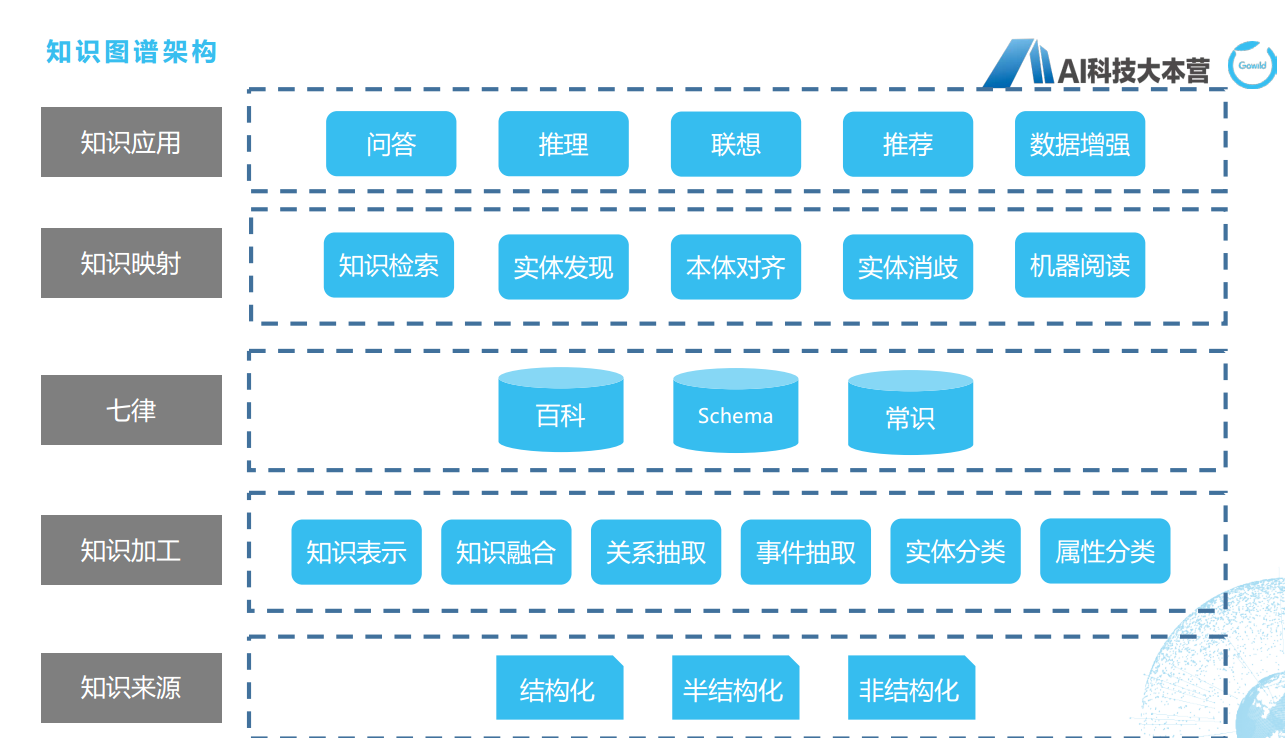 知识图谱架构
AI科技大本营
Gowild
知识应用
问答
推理
联想
推荐
数据增强
知识映射
知识检索
实体发现
本体对齐
实体消歧
机器阅读
七律
百科
Schema
常识
知识加工
知识表示
知识融合
关系抽取
事件抽取
实体分类
属性分类
知识来源
结构化
半结构化
非结构化